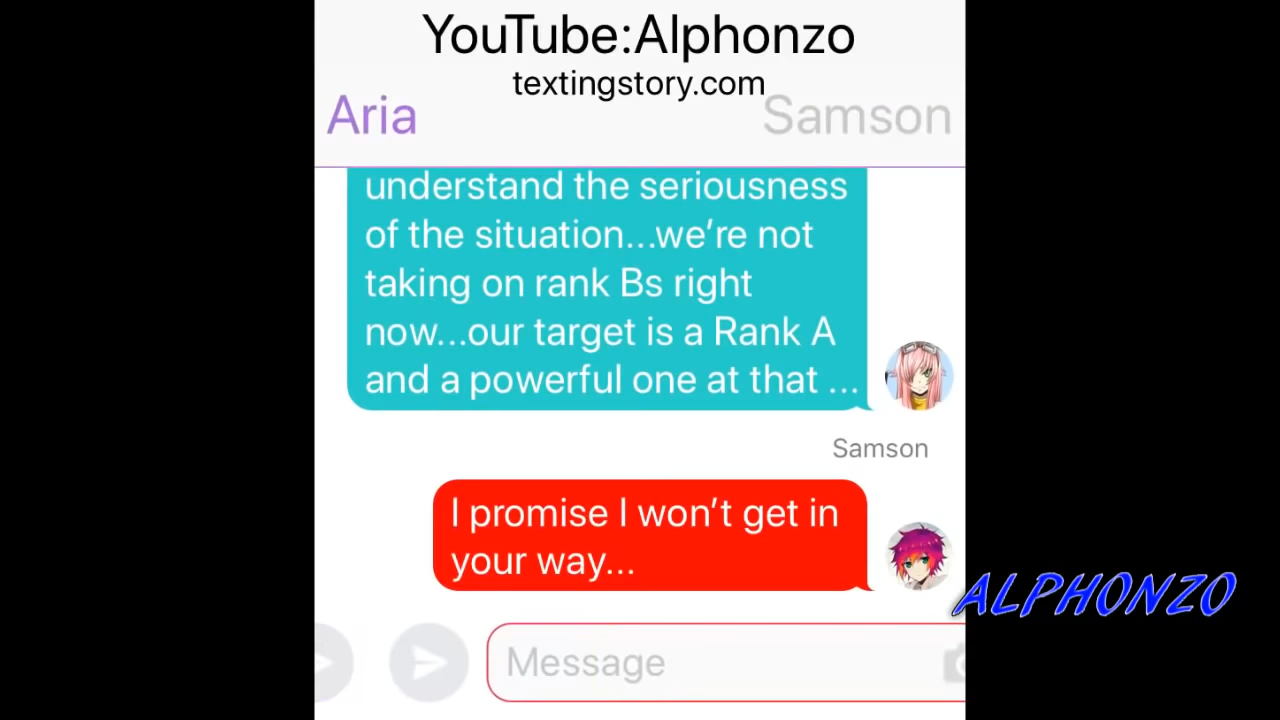 YouTube:Alphonzo
textingstory.com
Aria
Samson
understand the seriousness
of the situation...we’re not
taking on rank Bs right
now...our target is a Rank A
and a powerful one at that ...
Samson
I promise I won’t get in
your way...
ALPHONZO
Message